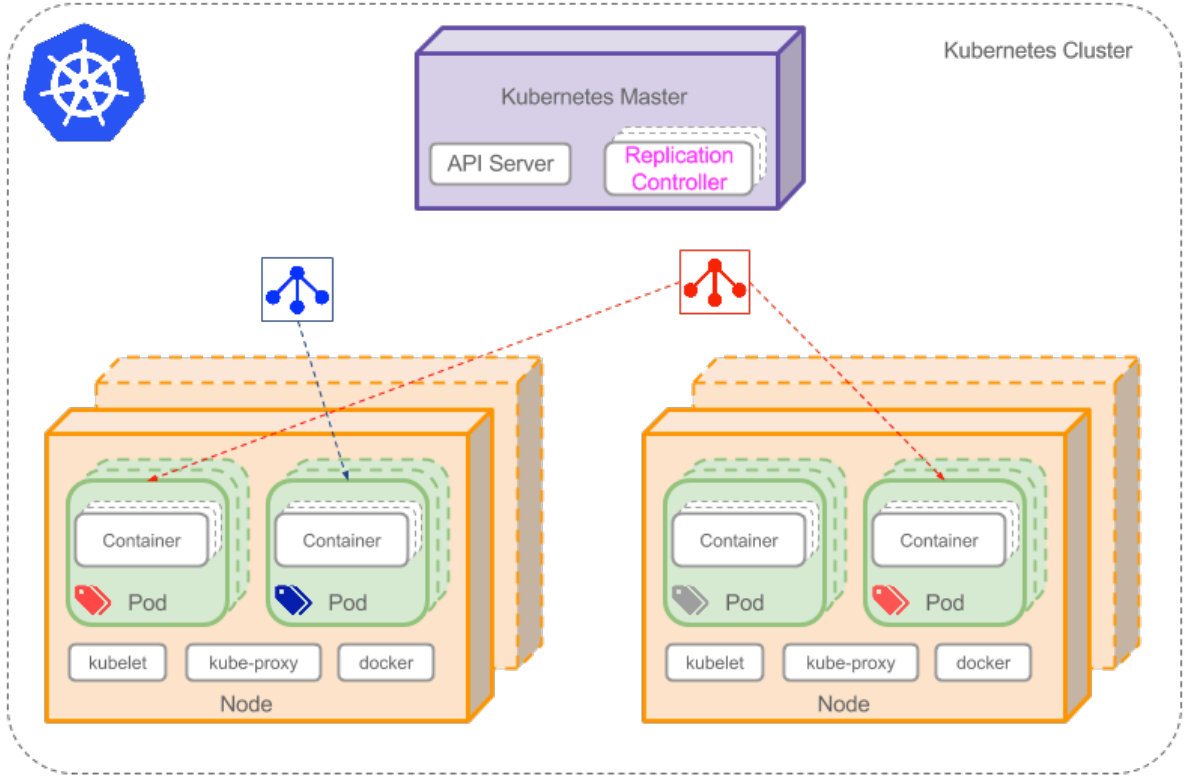 Kubernetes Cluster
Kubernetes Master
API Server
Replication
Controller
Container
Container
Pod
Pod
kubelet
kube-proxy
docker
Node
Container
Container
Pod
Pod
kubelet
kube-proxy
docker
Node